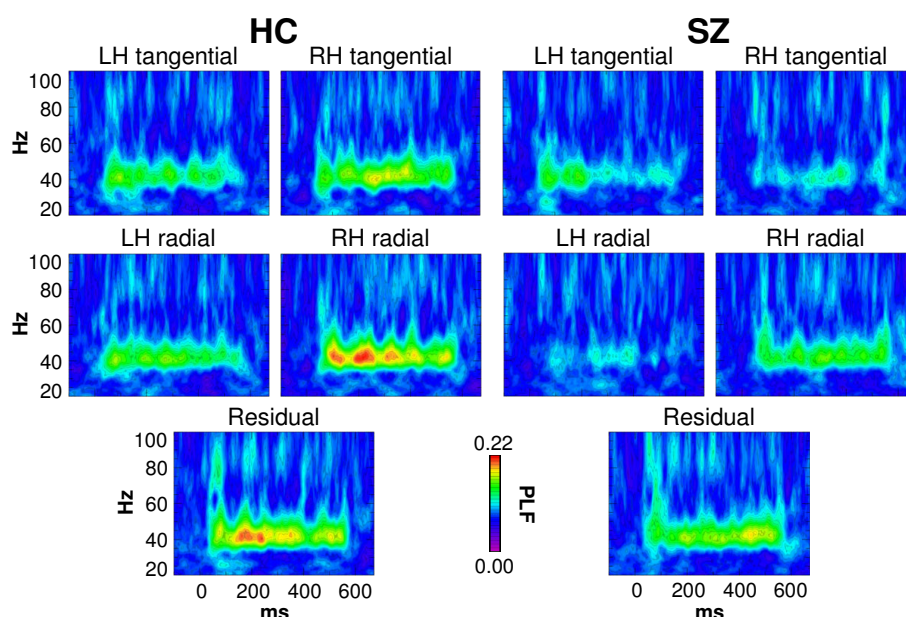 HC SZ
LH tangential RH tangential LH tangential RH tangential
100
80
Hz
60
40
20
LH radial RH radial LH radial RH radial
100
80
Hz
60
40
20
Residual Residual
100
80
Hz
60
40
20
0.22
PLF
0.00
0 200 400 600 0 200 400 600
ms ms